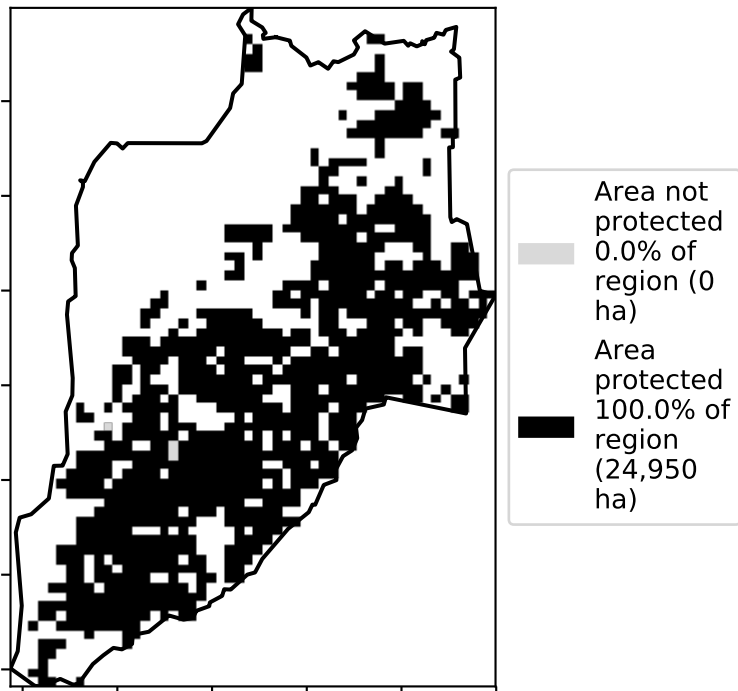 Area not
protected
0.0% of
region (0
ha)
Area
protected
100.0% of
region
(24,950
ha)